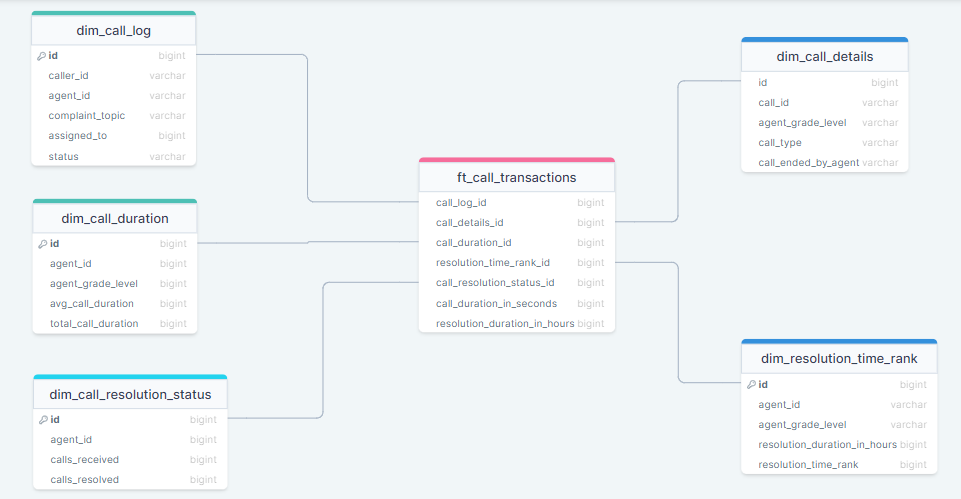 dim_call_log
id bigint
caller_id varchar
agent_id varchar
complaint_topic varchar
assigned_to bigint
status varchar
dim_call_duration
id bigint
agent_id bigint
agent_grade_level bigint
avg_call_duration bigint
total_call_duration bigint
dim_call_resolution_status
id bigint
agent_id bigint
calls_received bigint
calls_resolved bigint
ft_call_transactions
call_log_id bigint
call_details_id bigint
call_duration_id bigint
resolution_time_rank_id bigint
call_resolution_status_id bigint
call_duration_in_seconds bigint
resolution_duration_in_hours bigint
dim_call_details
id bigint
call_id varchar
agent_grade_level varchar
call_type varchar
call_ended_by_agent varchar
dim_resolution_time_rank
id bigint
agent_id varchar
agent_grade_level varchar
resolution_duration_in_hours bigint
resolution_time_rank bigint